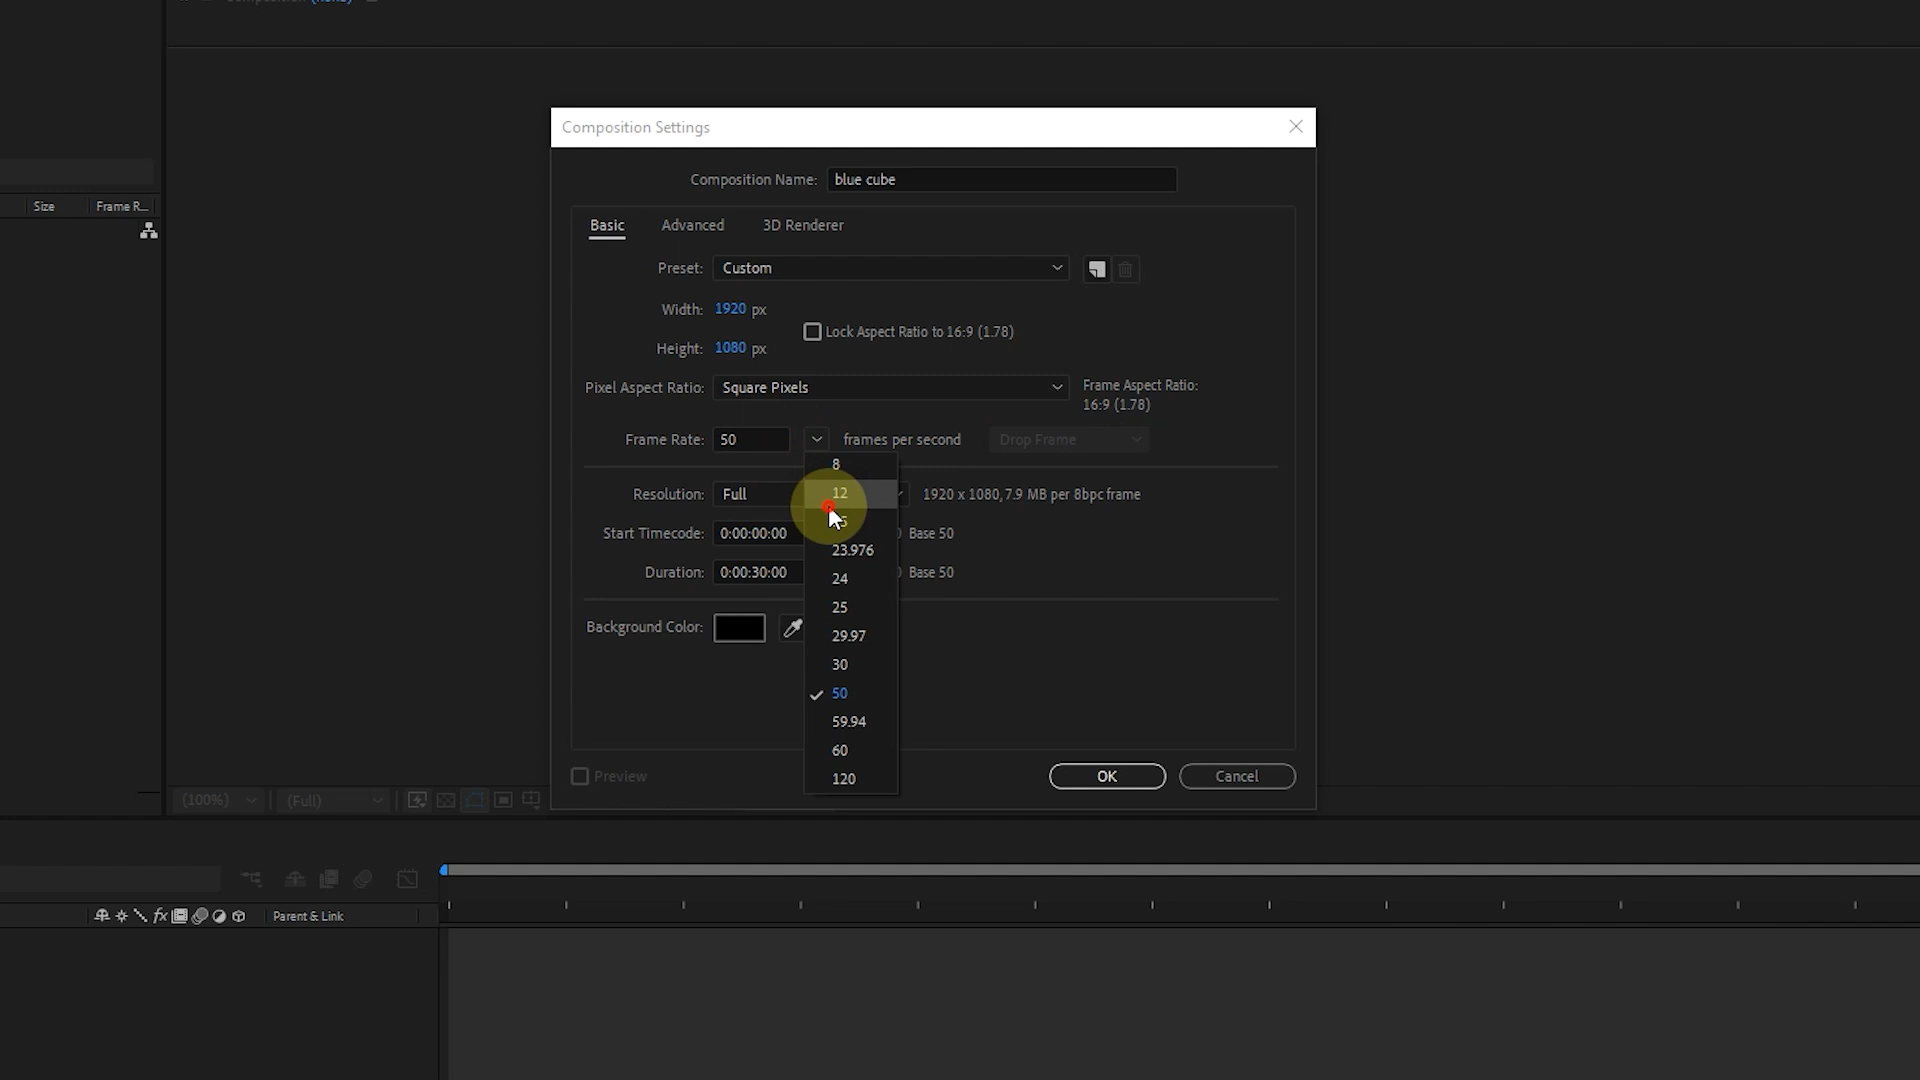 Composition Settings
Composition Name: blue cube
Size Frame R...
Basic Advanced 3D Renderer
Preset: Custom
Width: 1920 px
Lock Aspect Ratio to 16:9 (1.78)
Height: 1080 px
Pixel Aspect Ratio: Square Pixels
Frame Aspect Ratio:
16:9 (1.78)
Frame Rate: 50 frames per second Drop Frame
8
12
23.976
24
25
29.97
30
50
59.94
60
120
Resolution: Full 1920 x 1080, 7.9 MB per 8bpc frame
Start Timecode: 0:00:00:00 Base 50
Duration: 0:00:30:00 Base 50
Background Color:
Preview OK Cancel
(100%) (Full)
fx Parent & Link